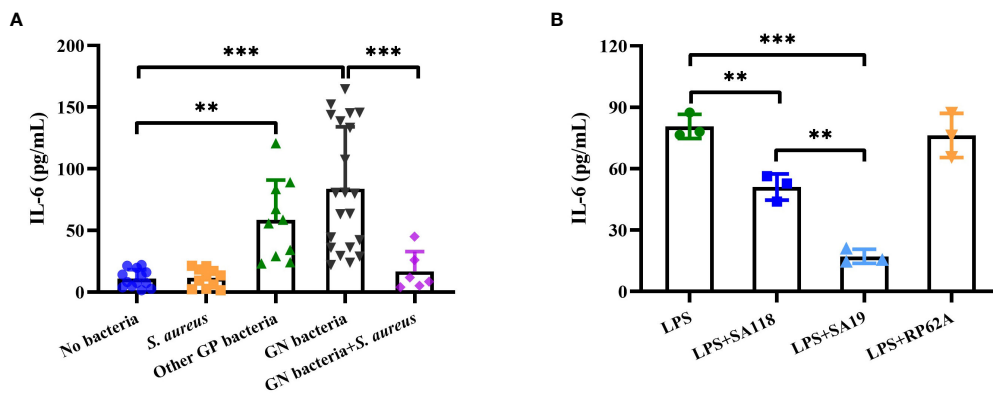 A
IL-6 (pg/mL)
200
150
100
50
0
***
***
**
No bacteria
S. aureus
Other GP bacteria
GN bacteria
GN bacteria+S. aureus
B
IL-6 (pg/mL)
120
90
60
30
0
***
**
**
LPS
LPS+SA118
LPS+SA19
LPS+RP62A